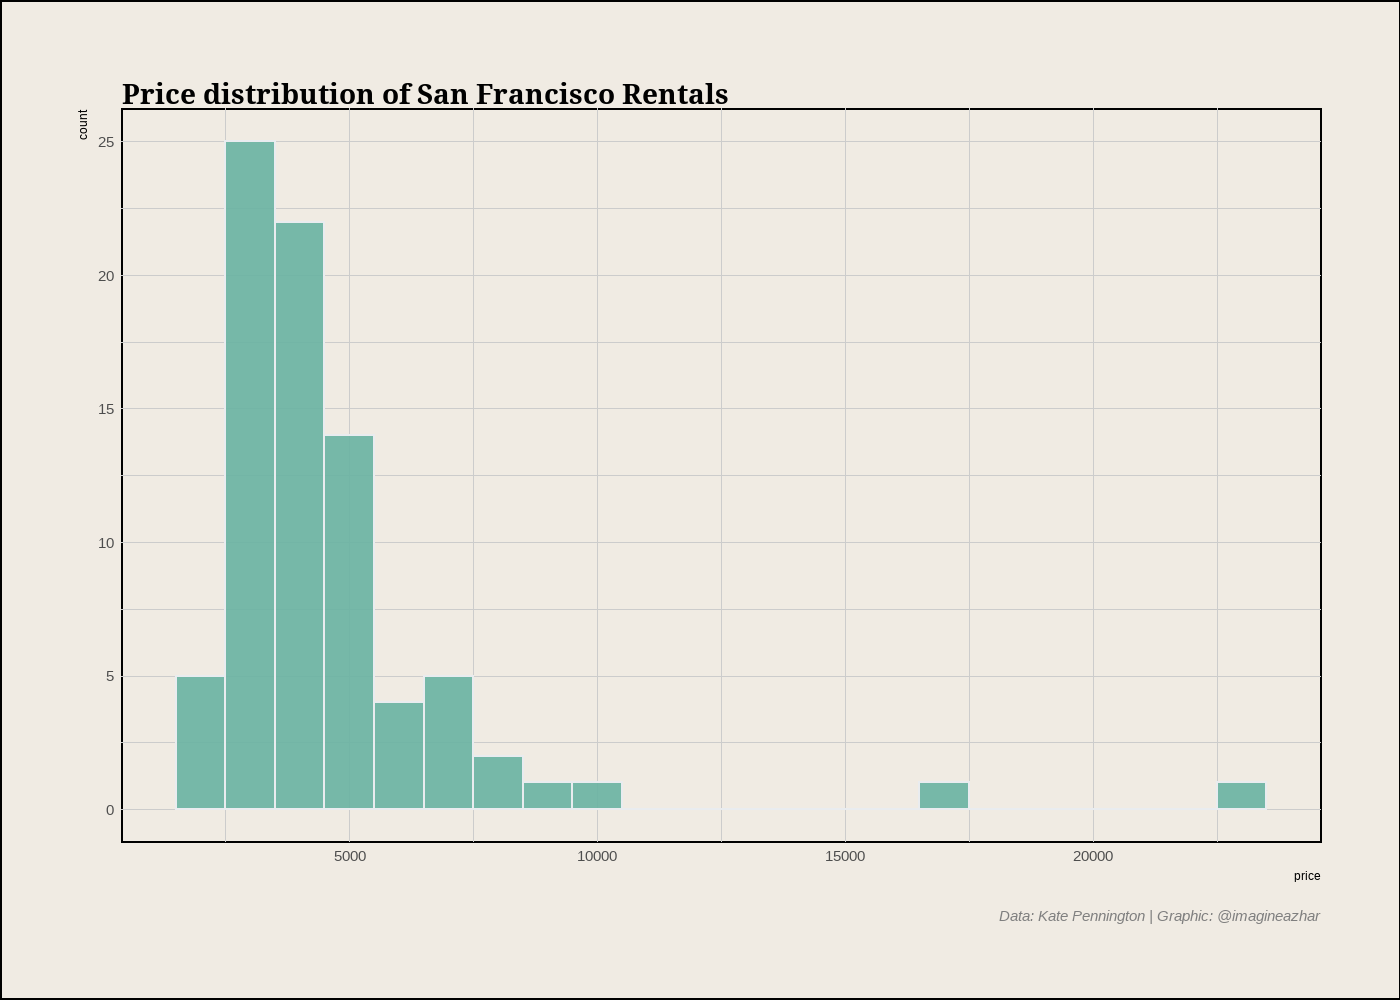 Price distribution of San Francisco Rentals
count
25
20
15
10
5
0
5000 10000 15000 20000
price
Data: Kate Pennington | Graphic: @imagineazhar